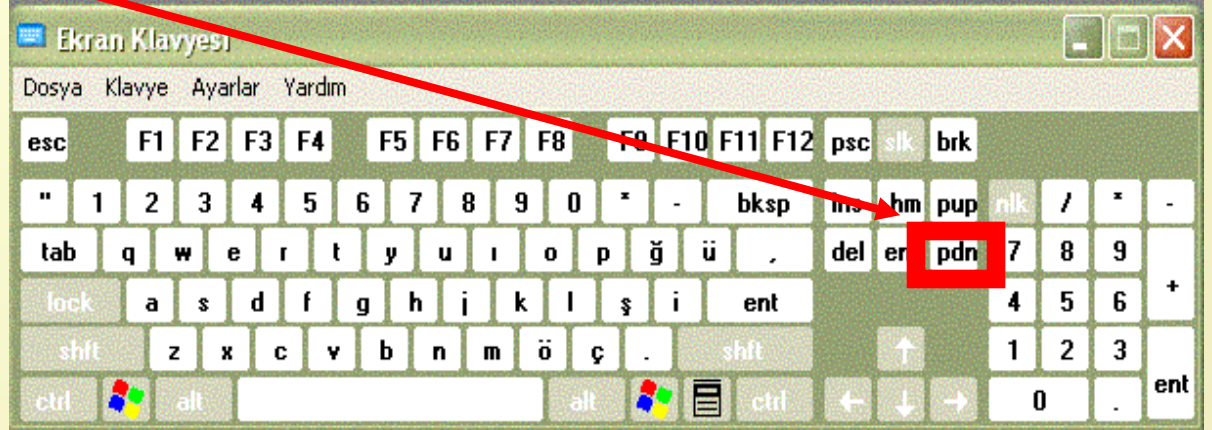 Ekran Klavyesi
Dosya Klavye Ayarlar Yardım
esc F1 F2 F3 F4 F5 F6 F7 F8 F9 F10 F11 F12 psc slk brk
" 1 2 3 4 5 6 7 8 9 0 * - bksp ins hm pup nlk / * -
tab q w e r t y u ı o p ğ ü , del pdn 7 8 9 +
lock a s d f g h j k l ş i ent 4 5 6
shft z x c v b n m ö ç . shft ↑ 1 2 3 ent
ctrl alt alt ctrl ← ↓ → 0 .